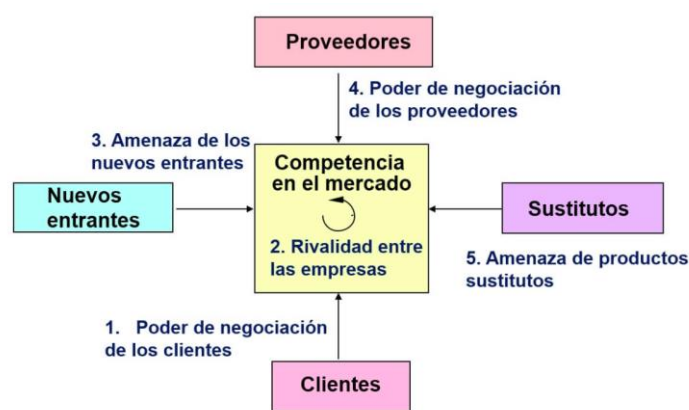 Proveedores
4. Poder de negociación
de los proveedores
3. Amenaza de los
nuevos entrantes
Competencia
en el mercado
Nuevos
entrantes
Sustitutos
2. Rivalidad entre
las empresas
5. Amenaza de productos
sustitutos
1. Poder de negociación
de los clientes
Clientes